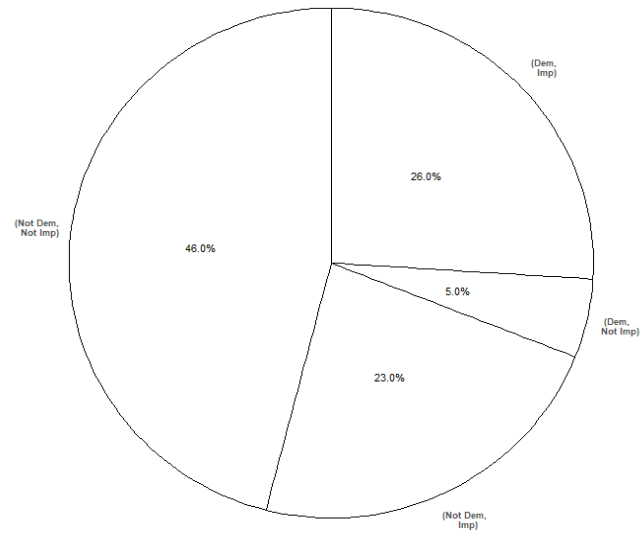 (Dem,
Imp)
26.0%
(Not Dem,
Not Imp)
46.0%
5.0%
(Dem,
Not Imp)
23.0%
(Not Dem,
Imp)